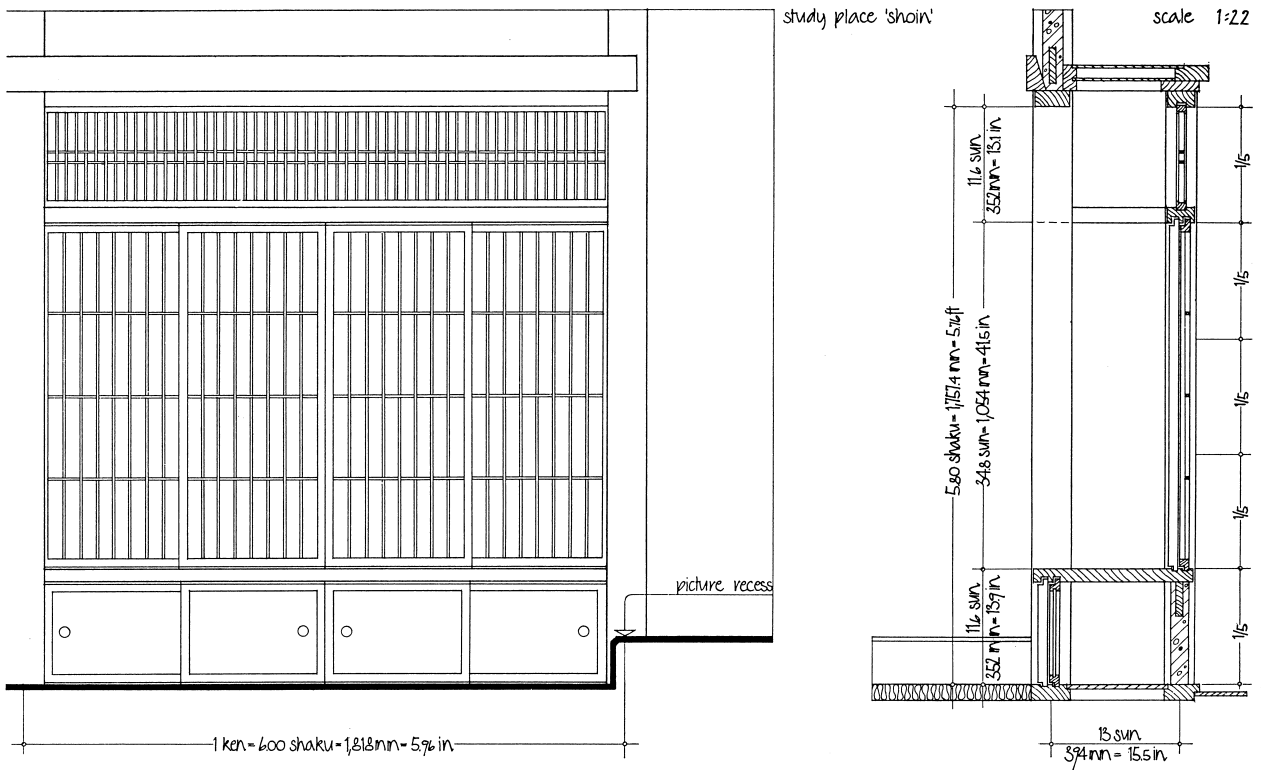 study place 'shoin'
scale 1:22
11.6 sun
352 mm = 13.1 in
5.80 shaku = 1,757.4 mm = 5.76 ft
34.8 sun = 1,054 mm = 41.5 in
11.6 sun
352 mm = 13.9 in
1/5
1/5
1/5
1/5
1/5
picture recess
1 ken = 6.00 shaku = 1,818 mm = 5.96 in
13 sun
394 mm = 15.5 in